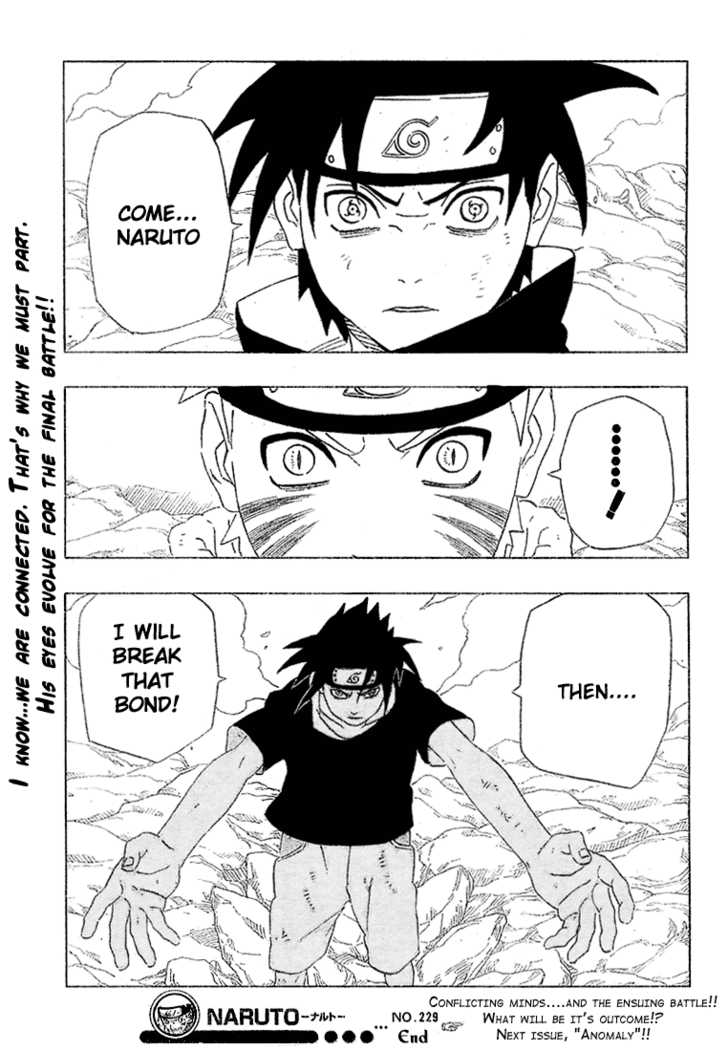 COME...
NARUTO
........!
THEN....
I WILL
BREAK
THAT
BOND!
I KNOW...WE ARE CONNECTED. THAT'S WHY WE MUST PART.
HIS EYES EVOLVE FOR THE FINAL BATTLE!!
NARUTO -ナルト-
... NO.229
End
CONFLICTING MINDS....AND THE ENSUING BATTLE!!
WHAT WILL BE IT'S OUTCOME!?
NEXT ISSUE, "ANOMALY"!!